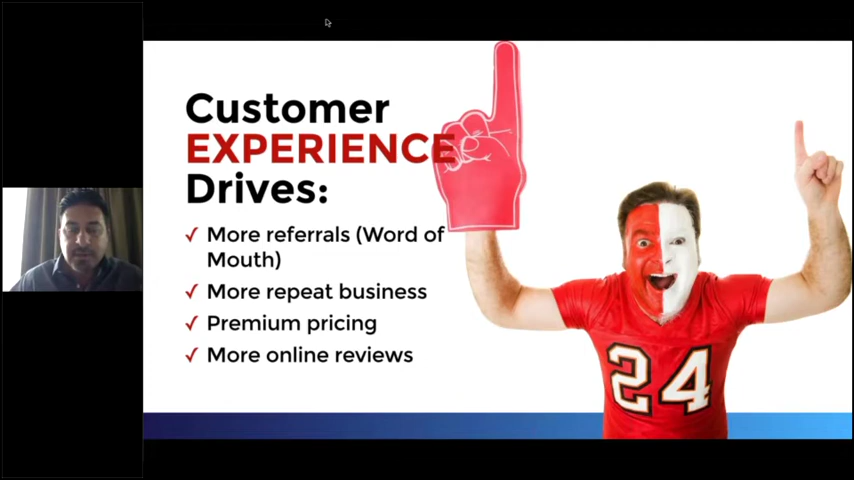 Customer
EXPERIENCE
Drives:
✓ More referrals (Word of
Mouth)
✓ More repeat business
✓ Premium pricing
✓ More online reviews
24